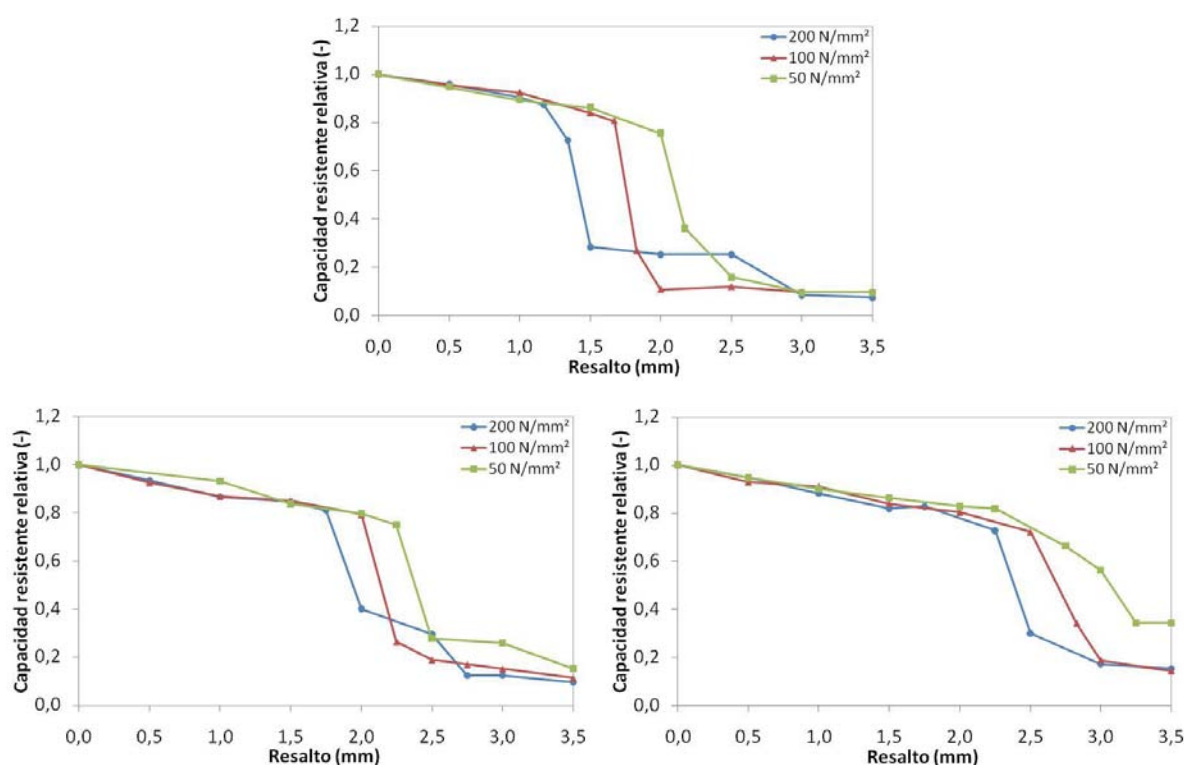 Capacidad resistente relativa (-)
1,2
1,0
0,8
0,6
0,4
0,2
0,0
200 N/mm²
100 N/mm²
50 N/mm²
0,0 0,5 1,0 1,5 2,0 2,5 3,0 3,5
Resalto (mm)
Capacidad resistente relativa (-)
1,2
1,0
0,8
0,6
0,4
0,2
0,0
200 N/mm²
100 N/mm²
50 N/mm²
0,0 0,5 1,0 1,5 2,0 2,5 3,0 3,5
Resalto (mm)
Capacidad resistente relativa (-)
1,2
1,0
0,8
0,6
0,4
0,2
0,0
200 N/mm²
100 N/mm²
50 N/mm²
0,0 0,5 1,0 1,5 2,0 2,5 3,0 3,5
Resalto (mm)